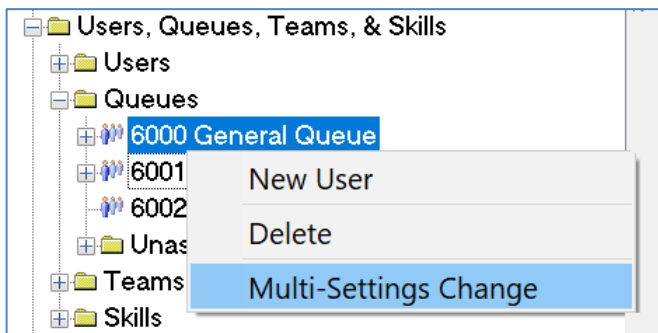 Users, Queues, Teams, & Skills
Users
Queues
6000 General Queue
6001
New User
6002
Delete
Unas
Teams
Multi-Settings Change
Skills